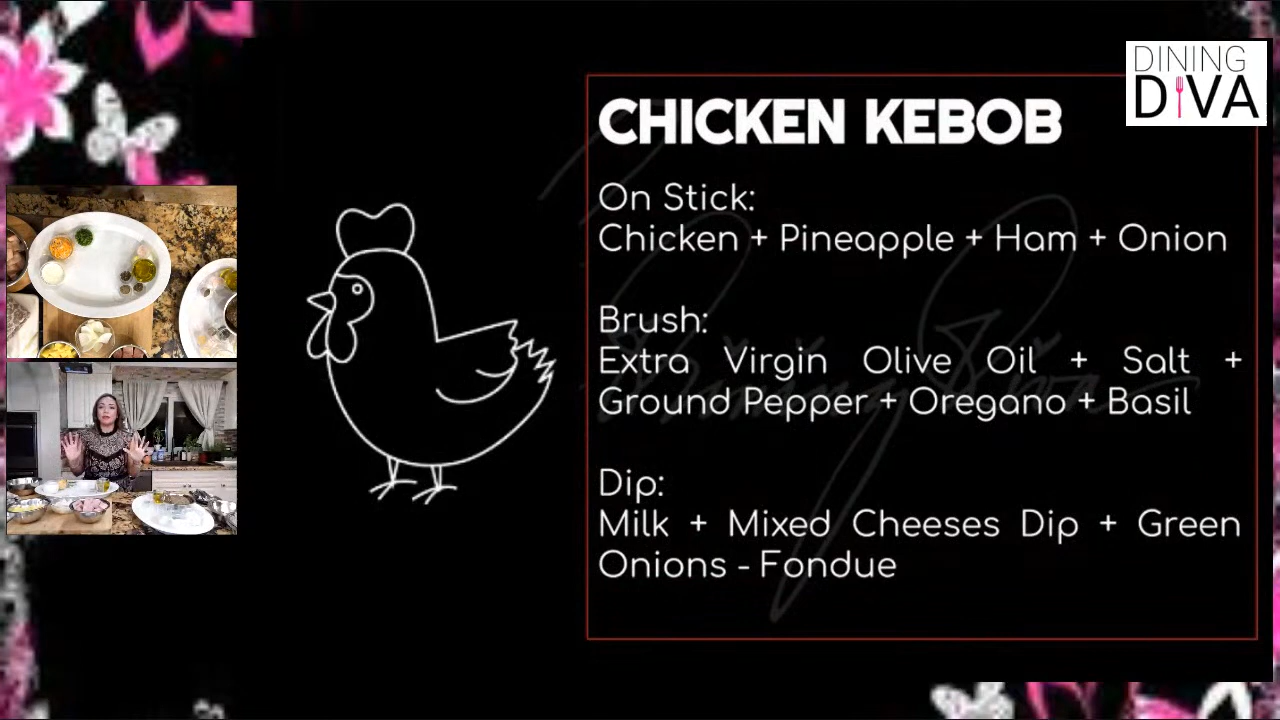 DINING
DIVA
CHICKEN KEBOB
On Stick:
Chicken + Pineapple + Ham + Onion
Brush:
Extra Virgin Olive Oil + Salt +
Ground Pepper + Oregano + Basil
Dip:
Milk + Mixed Cheeses Dip + Green
Onions - Fondue